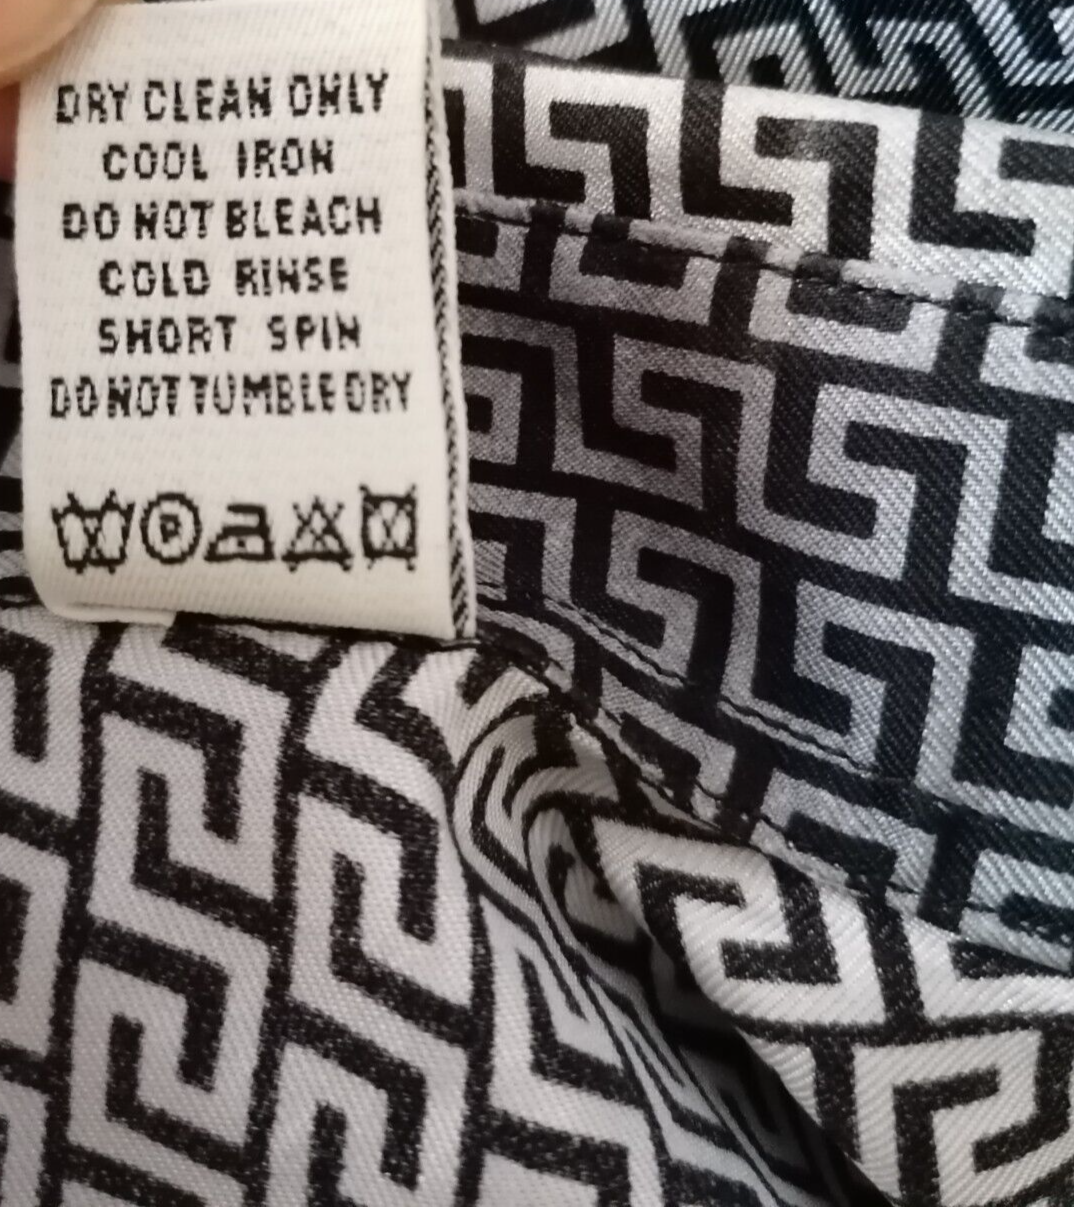 DRY CLEAN ONLY
COOL IRON
DO NOT BLEACH
COLD RINSE
SHORT SPIN
DO NOT TUMBLE DRY
P